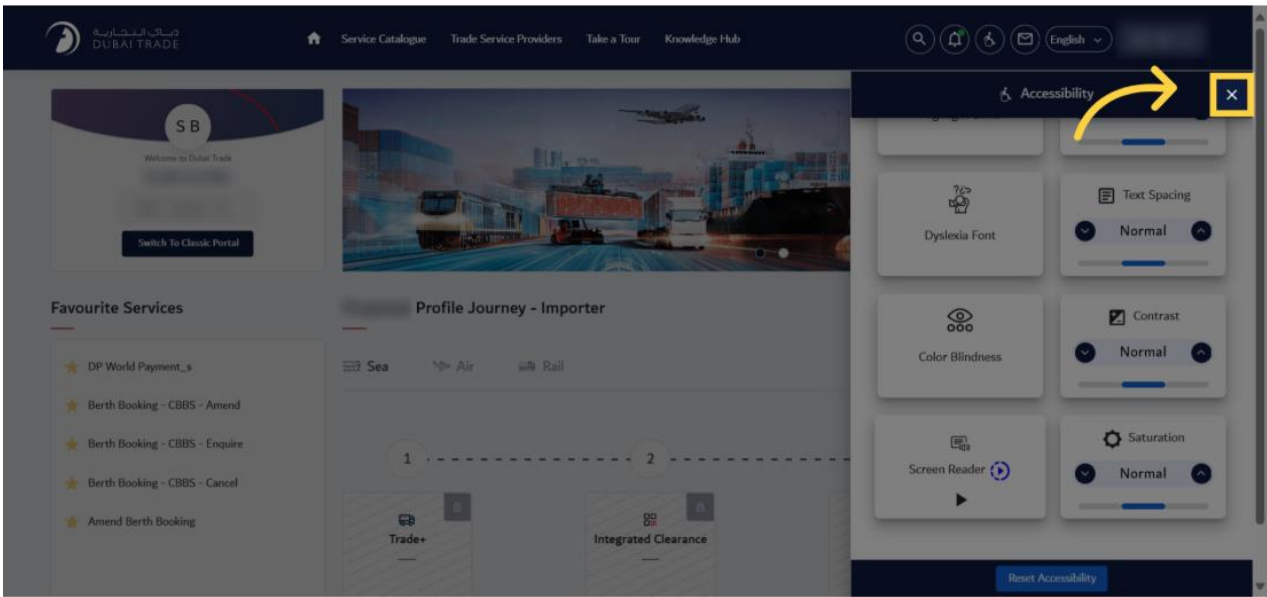 دبي التجارية
DUBAI TRADE
Service Catalogue
Trade Service Providers
Take a Tour
Knowledge Hub
English
Accessibility
S B
Welcome to Dubai Trade
Switch To Classic Portal
Dyslexia Font
Text Spacing
Normal
Favourite Services
Profile Journey - Importer
Color Blindness
Contrast
Normal
DP World Payment_s
Sea
Air
Rail
Berth Booking - CBBS - Amend
Berth Booking - CBBS - Enquire
Berth Booking - CBBS - Cancel
Amend Berth Booking
1
2
Screen Reader
Saturation
Normal
Trade+
Integrated Clearance
Reset Accessibility